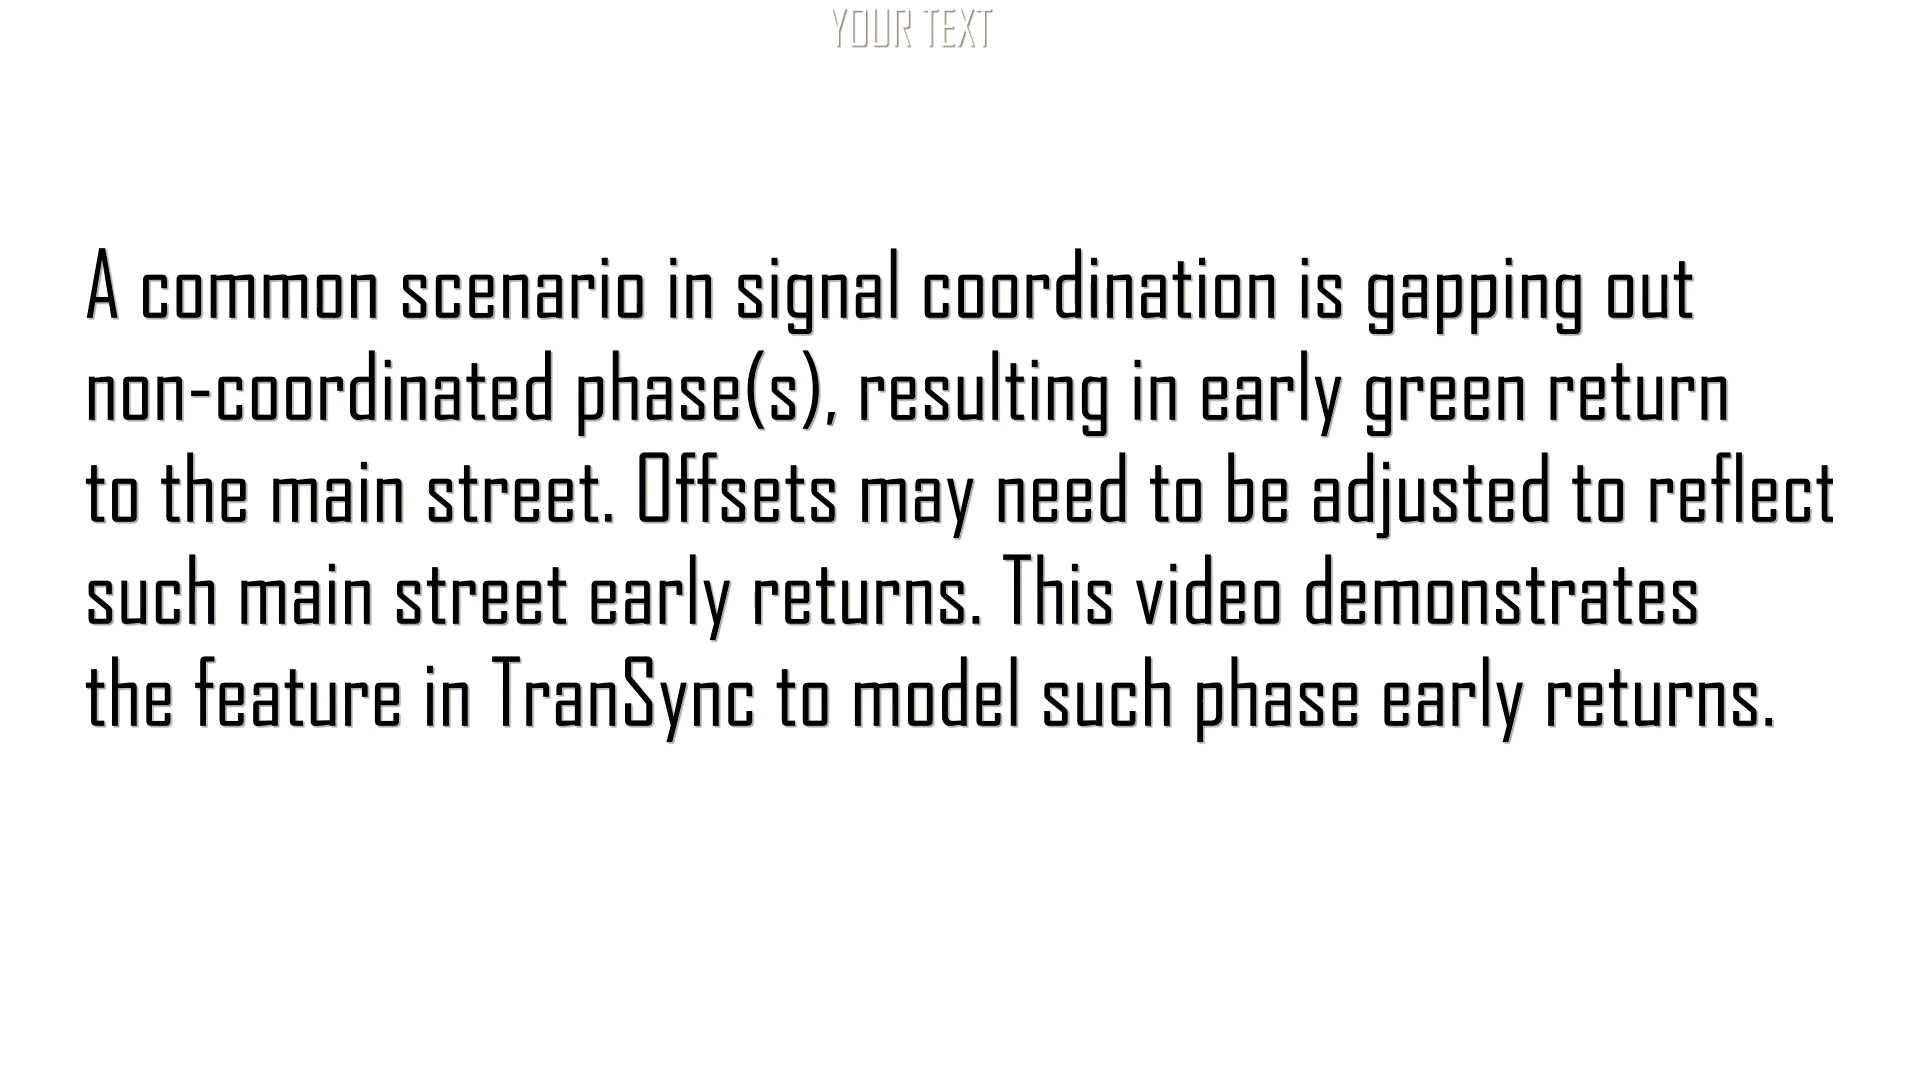 YOUR TEXT
A common scenario in signal coordination is gapping out
non-coordinated phase(s), resulting in early green return
to the main street. Offsets may need to be adjusted to reflect
such main street early returns. This video demonstrates
the feature in TranSync to model such phase early returns.